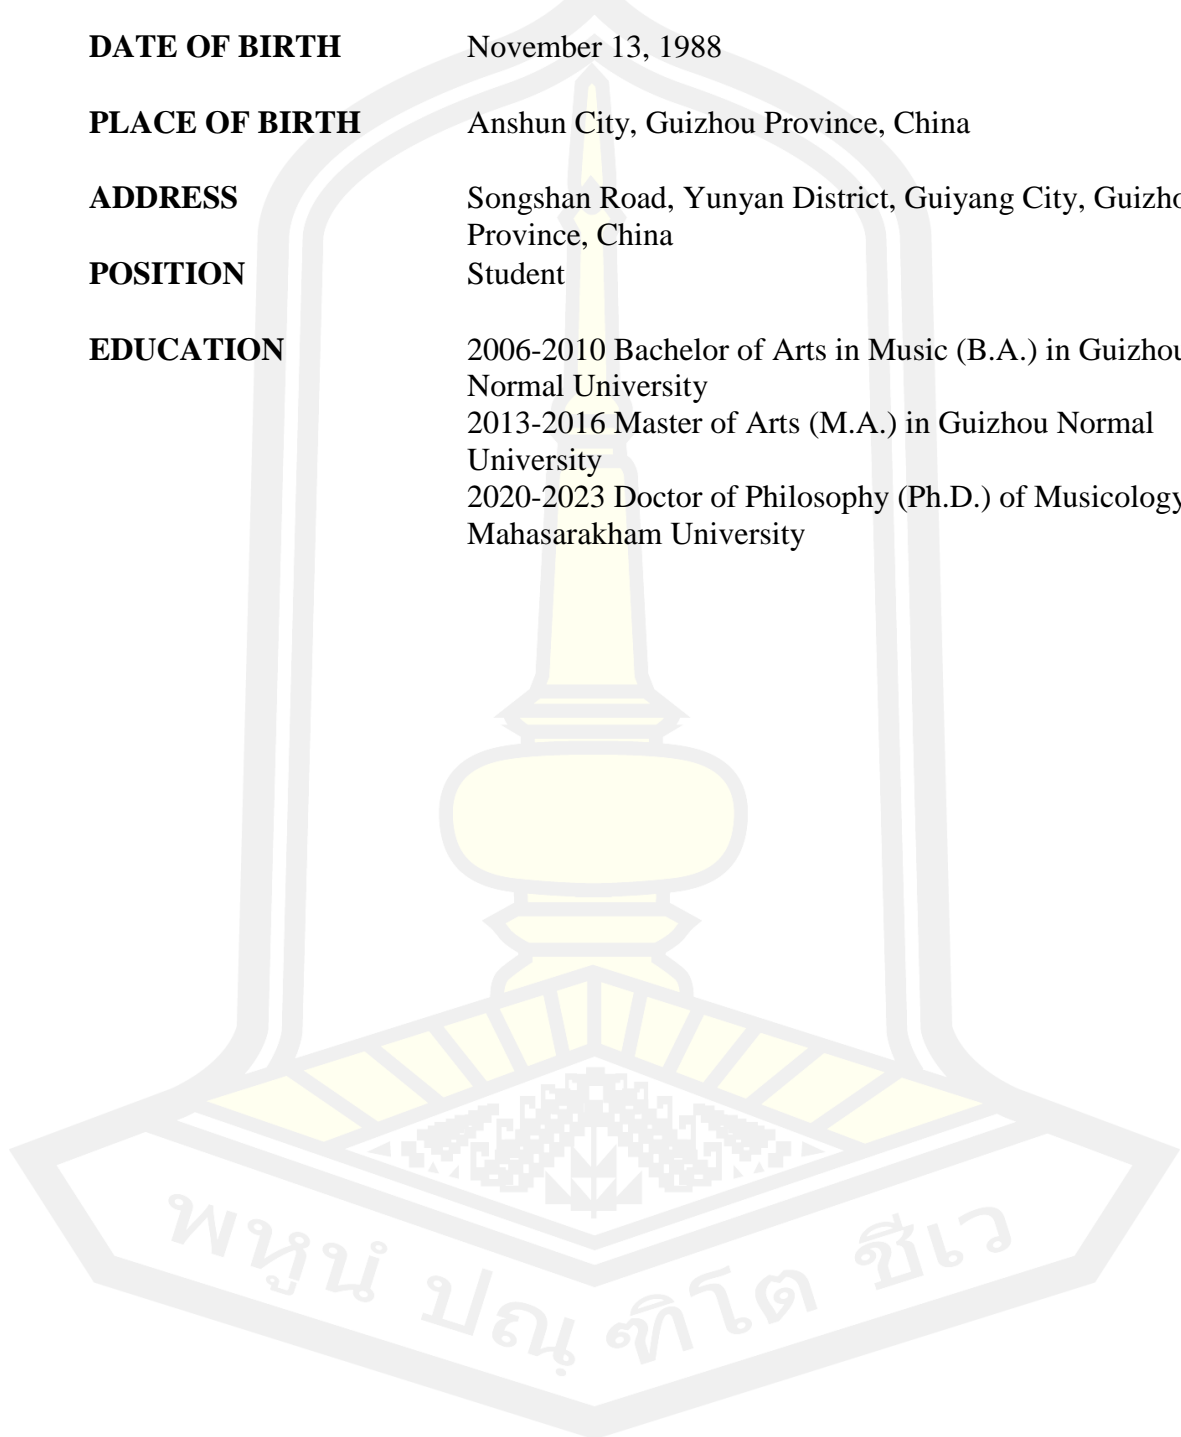 DATE OF BIRTH November 13, 1988
PLACE OF BIRTH Anshun City, Guizhou Province, China
ADDRESS Songshan Road, Yunyan District, Guiyang City,
Province, China
POSITION Student
EDUCATION 2006-2010 Bachelor of Arts in Music (B.A.) in
Normal University
2013-2016 Master of Arts (M.A.) in Guizhou Normal
University
2020-2023 Doctor of Philosophy (Ph.D.) of Musicology
Mahasarakham University
พหูนํ ปณฺฑิโต ชีเว